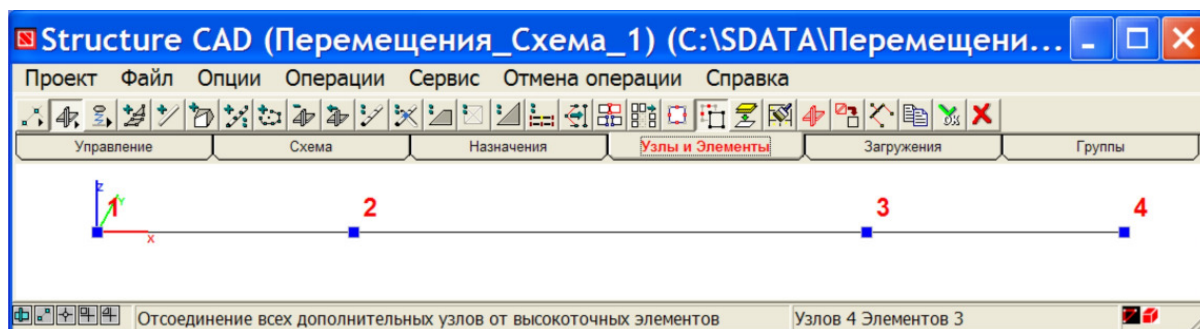 Structure CAD (Перемещения_Схема_1) (C:\SDATA\Перемещени...
Проект Файл Опции Операции Сервис Отмена операции Справка
Управление Схема Назначения Узлы и Элементы Загружения Группы
Z Y
1 2 3 4
X
Отсоединение всех дополнительных узлов от высокоточных элементов Узлов 4 Элементов 3